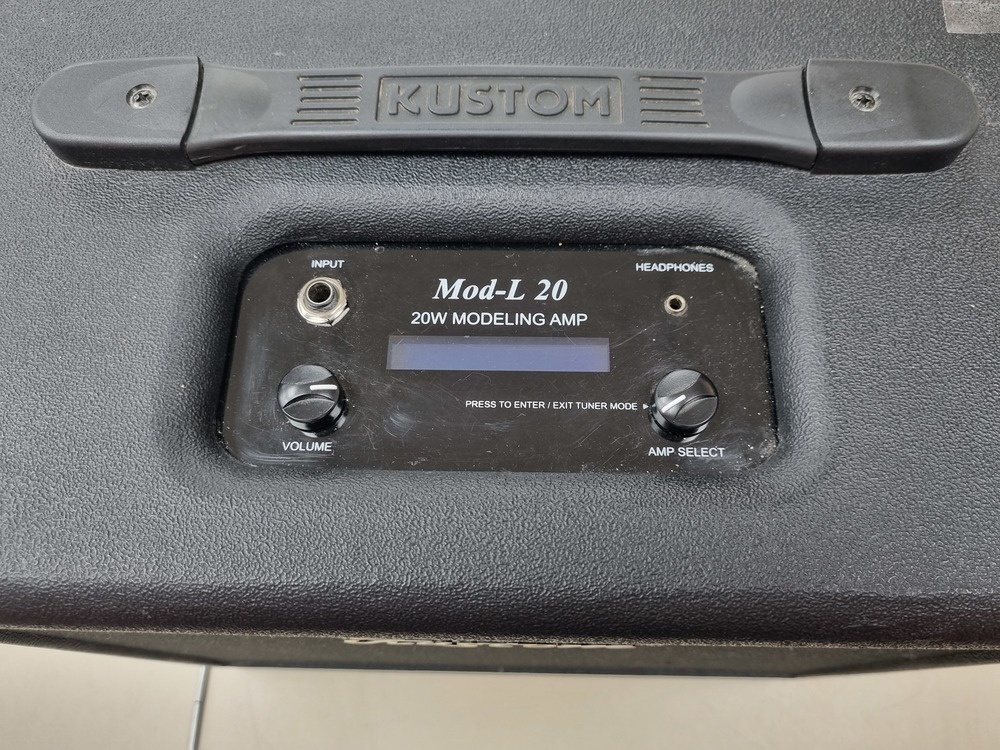 KUSTOM
INPUT
HEADPHONES
Mod-L 20
20W MODELING AMP
PRESS TO ENTER / EXIT TUNER MODE
VOLUME
AMP SELECT